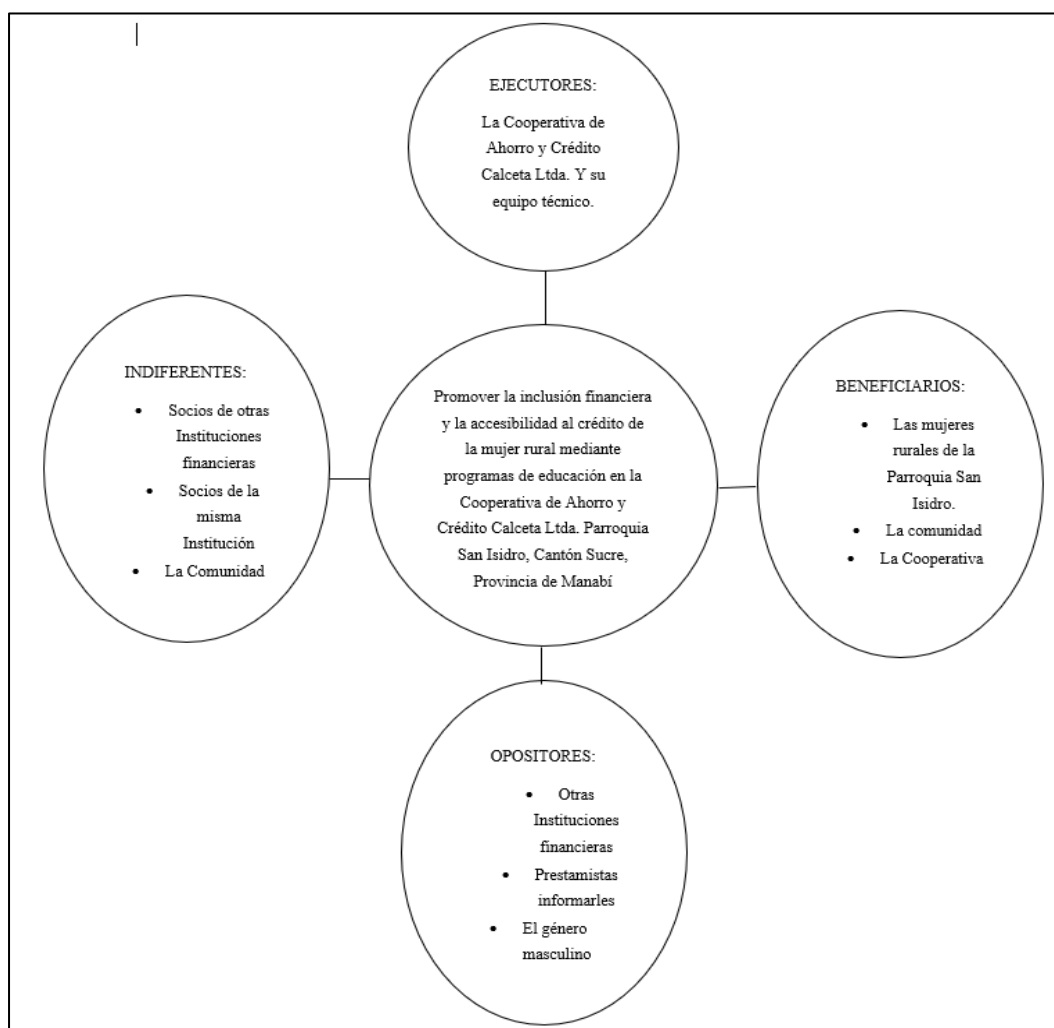 EJECUTORES:
La Cooperativa de
Ahorro y Crédito
Calceta Ltda. Y su
equipo técnico.
INDIFERENTES:
• Socios de otras
Instituciones
financieras
• Socios de la
misma
Institución
• La Comunidad
Promover la inclusión financiera
y la accesibilidad al crédito de
la mujer rural mediante
programas de educación en la
Cooperativa de Ahorro y
Crédito Calceta Ltda. Parroquia
San Isidro, Cantón Sucre,
Provincia de Manabí
BENEFICIARIOS:
• Las mujeres
rurales de la
Parroquia San
Isidro.
• La comunidad
• La Cooperativa
OPOSITORES:
• Otras
Instituciones
financieras
• Prestamistas
informarles
• El género
masculino